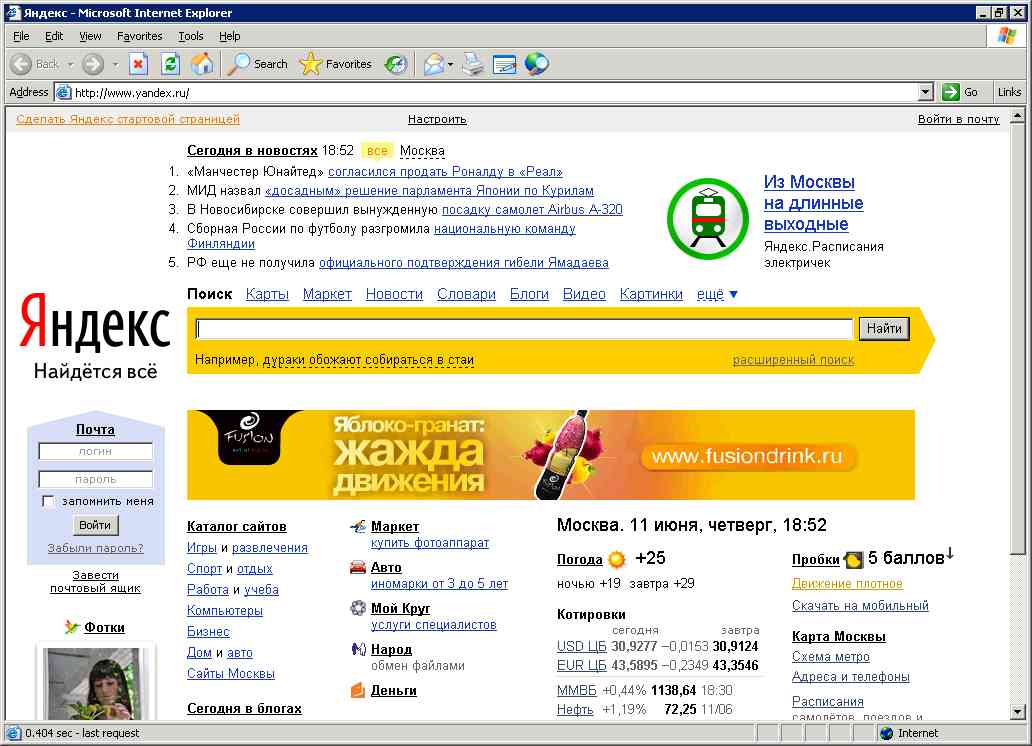 Яндекс - Microsoft Internet Explorer
File Edit View Favorites Tools Help
Back Search Favorites
Address http://www.yandex.ru/ Go Links
Сделать Яндекс стартовой страницей Настроить Войти в почту
Сегодня в новостях 18:52 все Москва
1. «Манчестер Юнайтед» согласился продать Роналду в «Реал»
2. МИД назвал «досадным» решение парламента Японии по Курилам
3. В Новосибирске совершил вынужденную посадку самолет Airbus A-320
4. Сборная России по футболу разгромила национальную команду
Финляндии
5. РФ еще не получила официального подтверждения гибели Ямадаева
Из Москвы
на длинные
выходные
Яндекс.Расписания
электричек
Яндекс
Найдётся всё
Поиск Карты Маркет Новости Словари Блоги Видео Картинки ещё ▼
Найти
Например, дураки обожают собираться в стаи расширенный поиск
Почта
логин
пароль
запомнить меня
Войти
Забыли пароль?
Завести
почтовый ящик
Фотки
FUSION
Яблоко-гранат:
жажда
движения
www.fusiondrink.ru
Каталог сайтов
Игры и развлечения
Спорт и отдых
Работа и учеба
Компьютеры
Бизнес
Дом и авто
Сайты Москвы
Сегодня в блогах
Маркет
купить фотоаппарат
Авто
иномарки от 3 до 5 лет
Мой Круг
услуги специалистов
Народ
обмен файлами
Деньги
Москва. 11 июня, четверг, 18:52
Погода +25
ночью +19 завтра +29
Котировки
сегодня завтра
USD ЦБ 30,9277 −0,0153 30,9124
EUR ЦБ 43,5895 −0,2349 43,3546
ММВБ +0,44% 1138,64 18:30
Нефть +1,19% 72,25 11/06
Пробки 5 баллов↓
Движение плотное
Скачать на мобильный
Карта Москвы
Схема метро
Адреса и телефоны
Расписания
самолётов, поездов и
0.404 sec - last request Internet